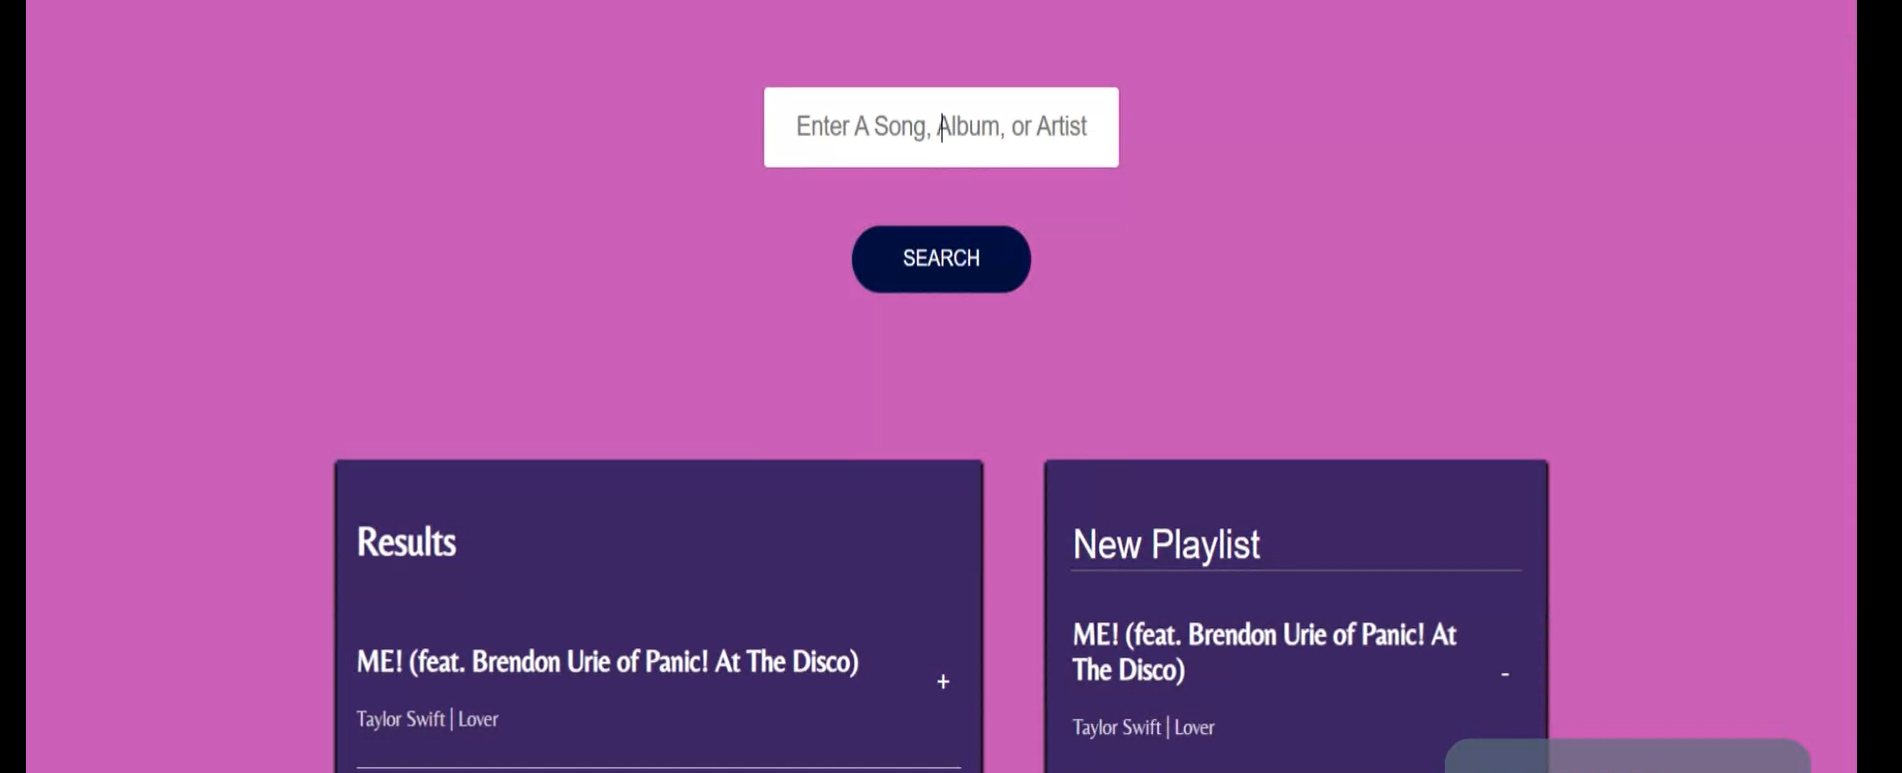 Enter A Song, Album, or Artist
SEARCH
Results
ME! (feat. Brendon Urie of Panic! At The Disco)
+
Taylor Swift | Lover
New Playlist
ME! (feat. Brendon Urie of Panic! At
The Disco)
-
Taylor Swift | Lover